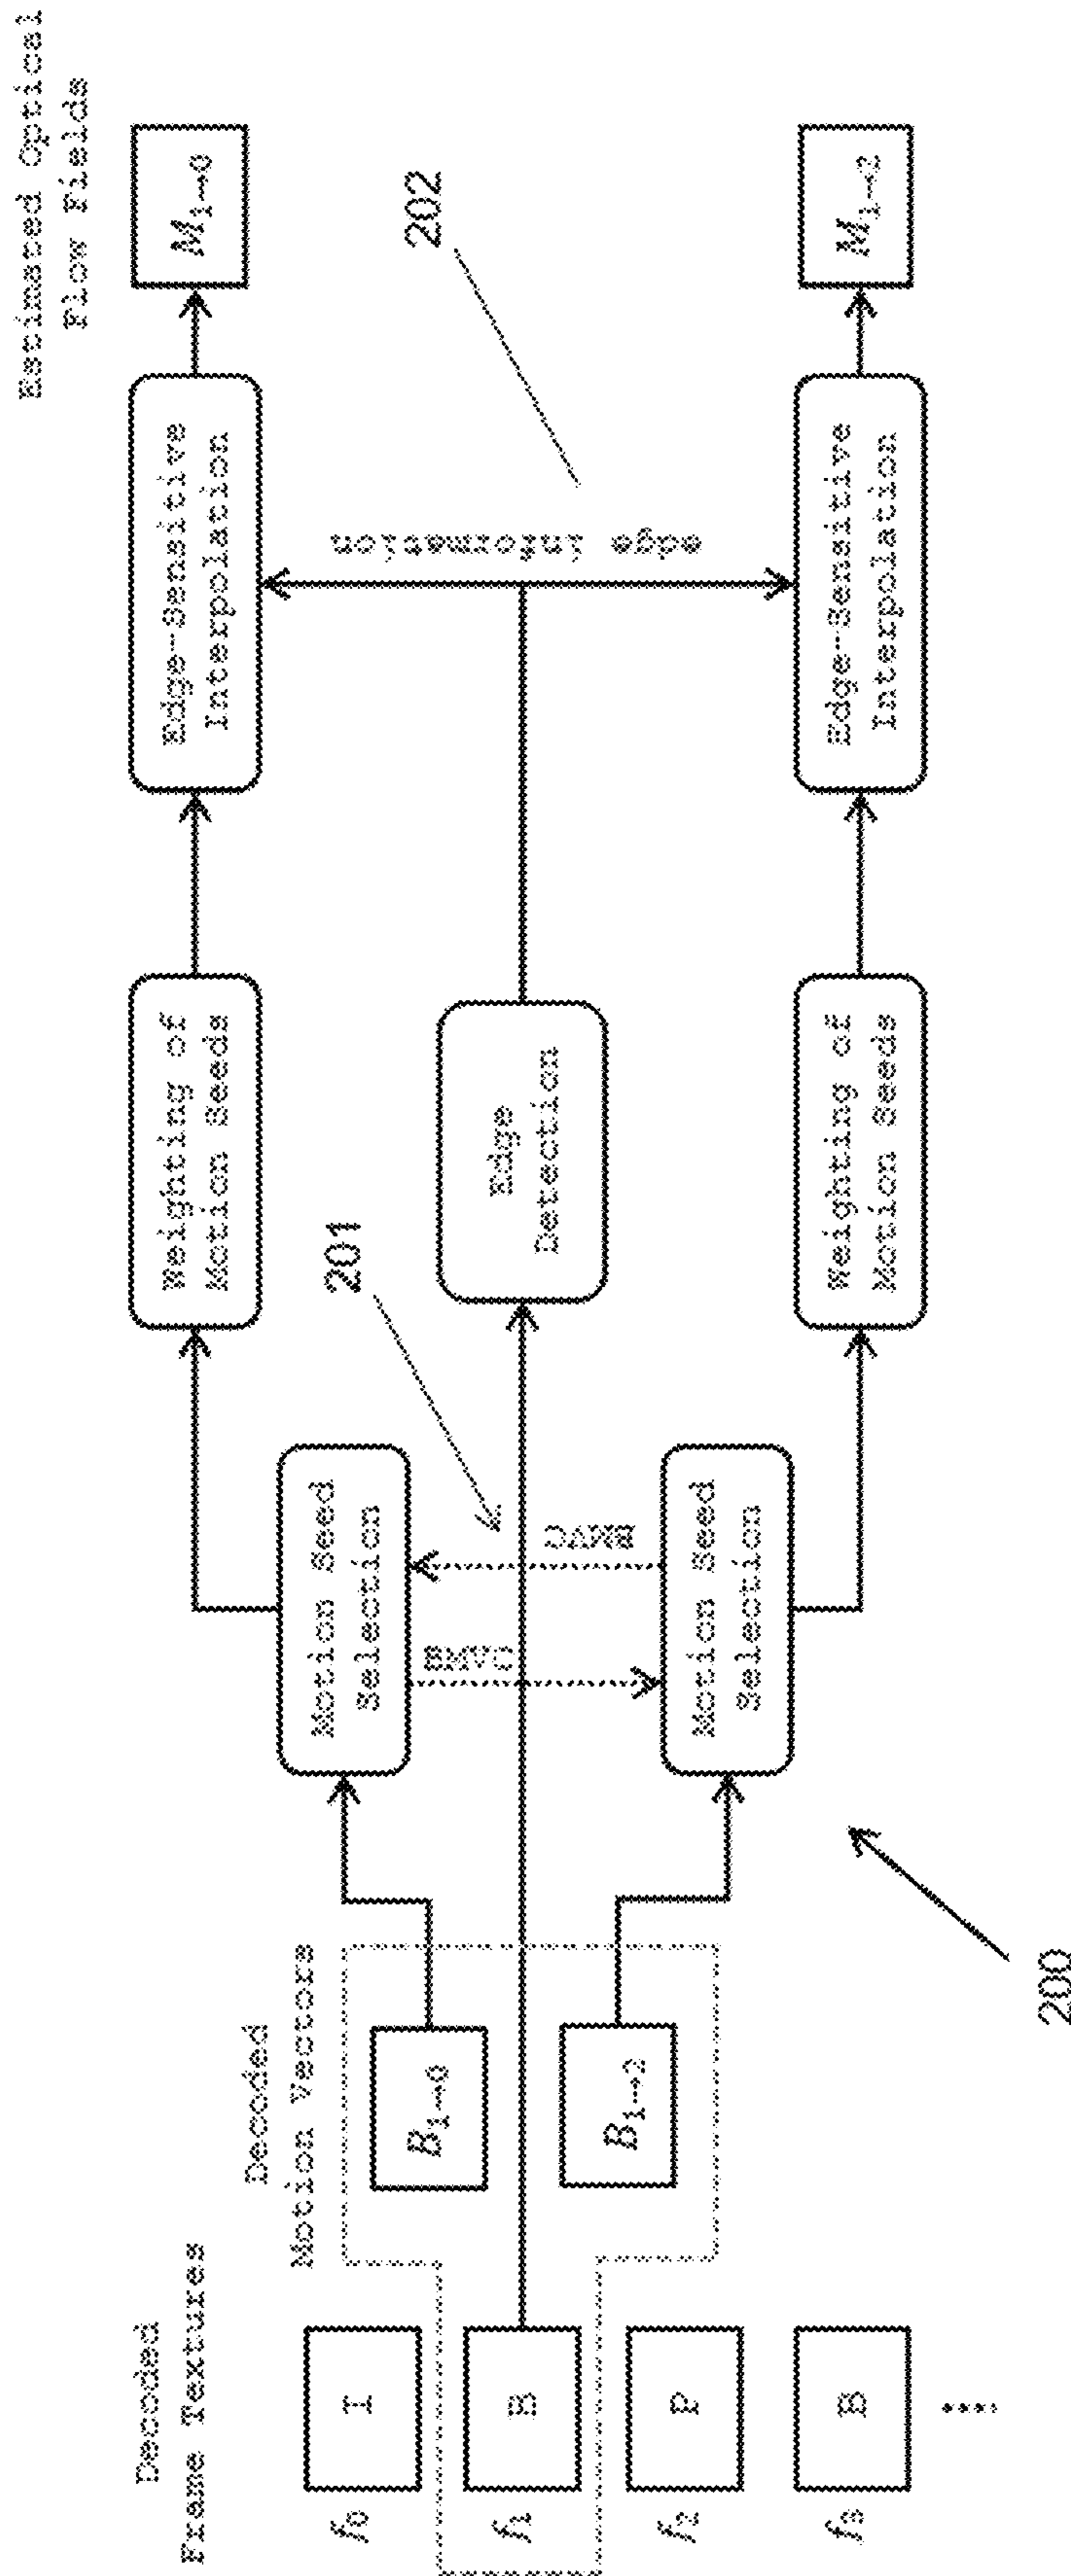 Decoded
Frame Textures
f0
I
f1
B
f2
P
f3
B
....
Decoded
Motion Vectors
B1→0
B1→2
Motion Seed
Selection
BMVC
BMVC
Motion Seed
Selection
201
Weighting of
Motion Seeds
Edge
Detection
Weighting of
Motion Seeds
Edge-Sensitive
Interpolation
edge information
Edge-Sensitive
Interpolation
202
Estimated Optical
Flow Fields
M1→0
M1→2
200